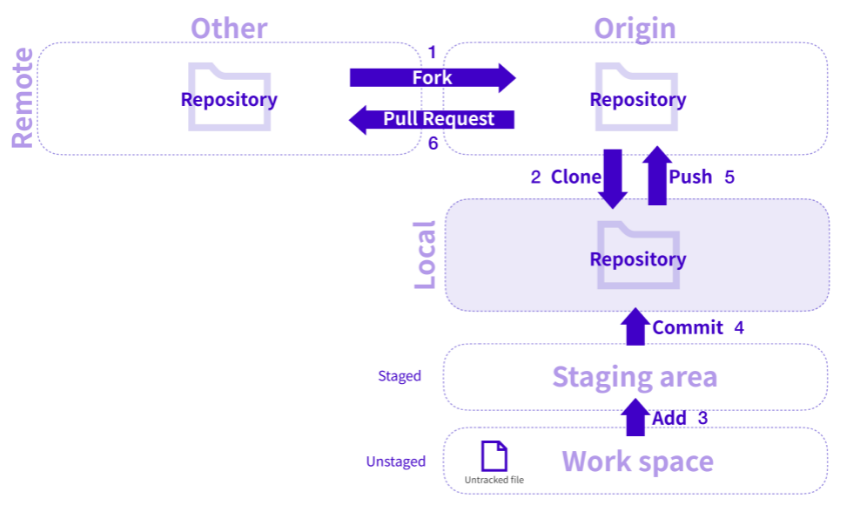 Other
Origin
Remote
1
Fork
Repository
Repository
Pull Request
6
2 Clone
Push 5
Local
Repository
Commit 4
Staged
Staging area
Add 3
Unstaged
Work space
Untracked file